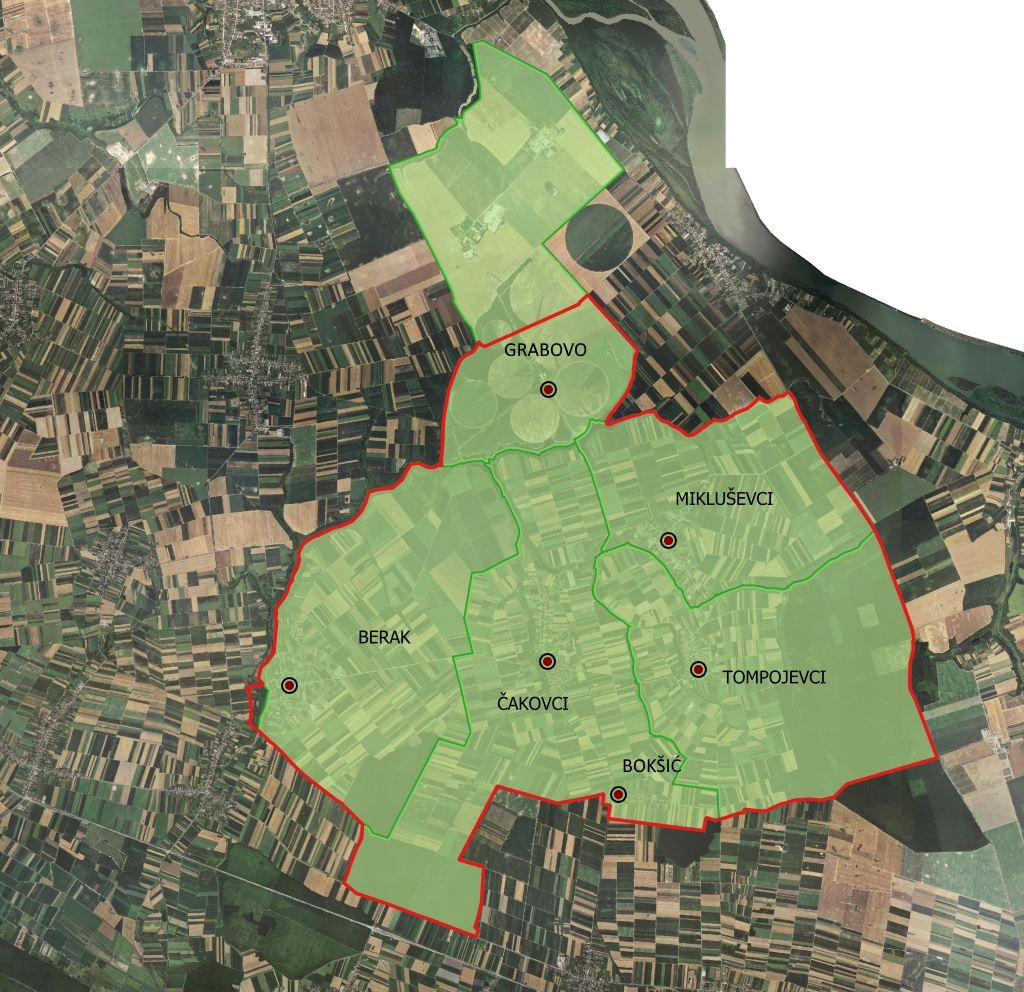 GRABOVO
MIKLUŠEVCI
BERAK
TOMPOJEVCI
ČAKOVCI
BOKŠIĆ